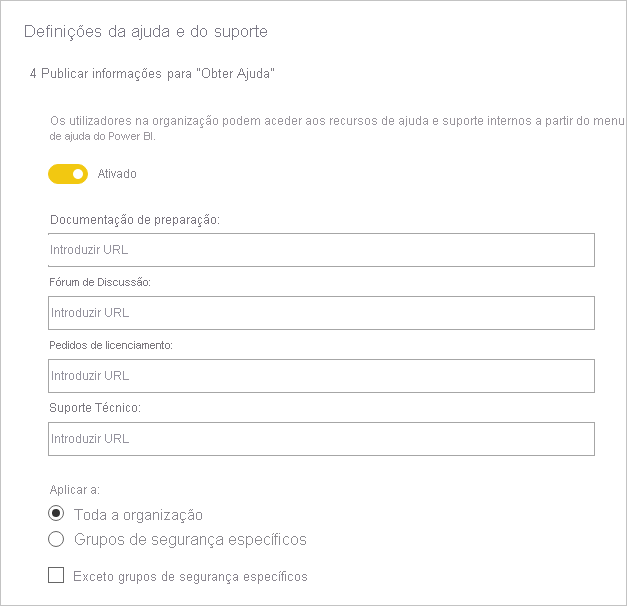 Definições da ajuda e do suporte
4 Publicar informações para "Obter Ajuda"
Os utilizadores na organização podem aceder aos recursos de ajuda e suporte internos a partir do menu
de ajuda do Power BI.
Ativado
Documentação de preparação:
Introduzir URL
Fórum de Discussão:
Introduzir URL
Pedidos de licenciamento:
Introduzir URL
Suporte Técnico:
Introduzir URL
Aplicar a:
Toda a organização
Grupos de segurança específicos
Exceto grupos de segurança específicos